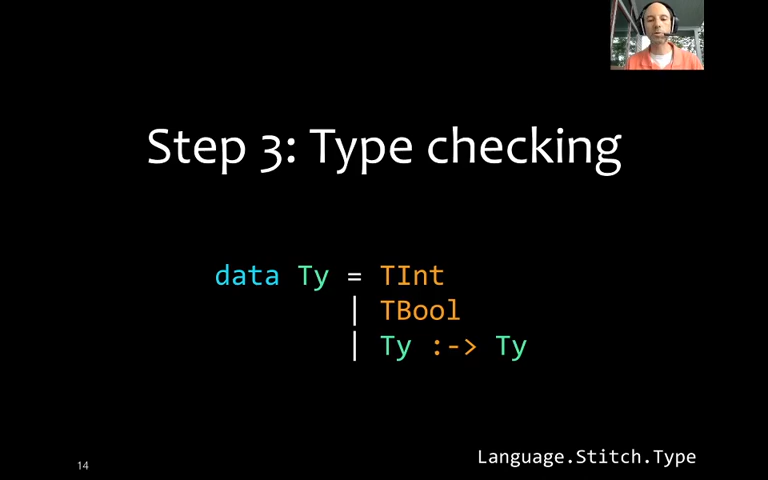 Step 3: Type checking
data Ty = TInt
| TBool
| Ty :-> Ty
14
Language.Stitch.Type